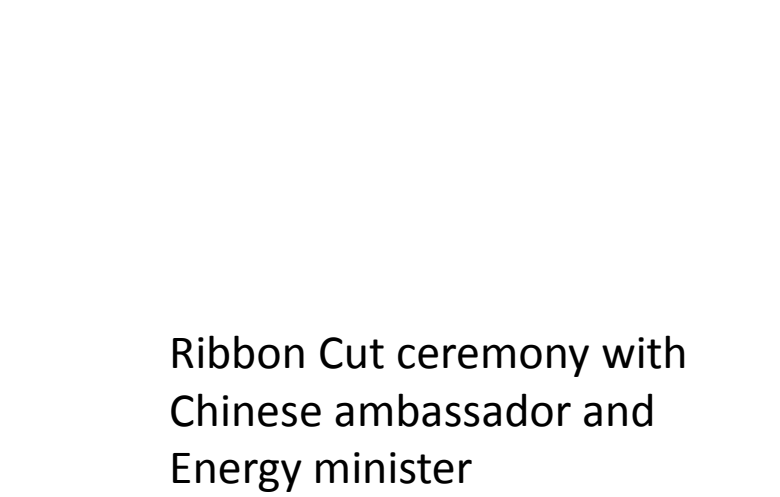 Ribbon Cut ceremony with
Chinese ambassador and
Energy minister